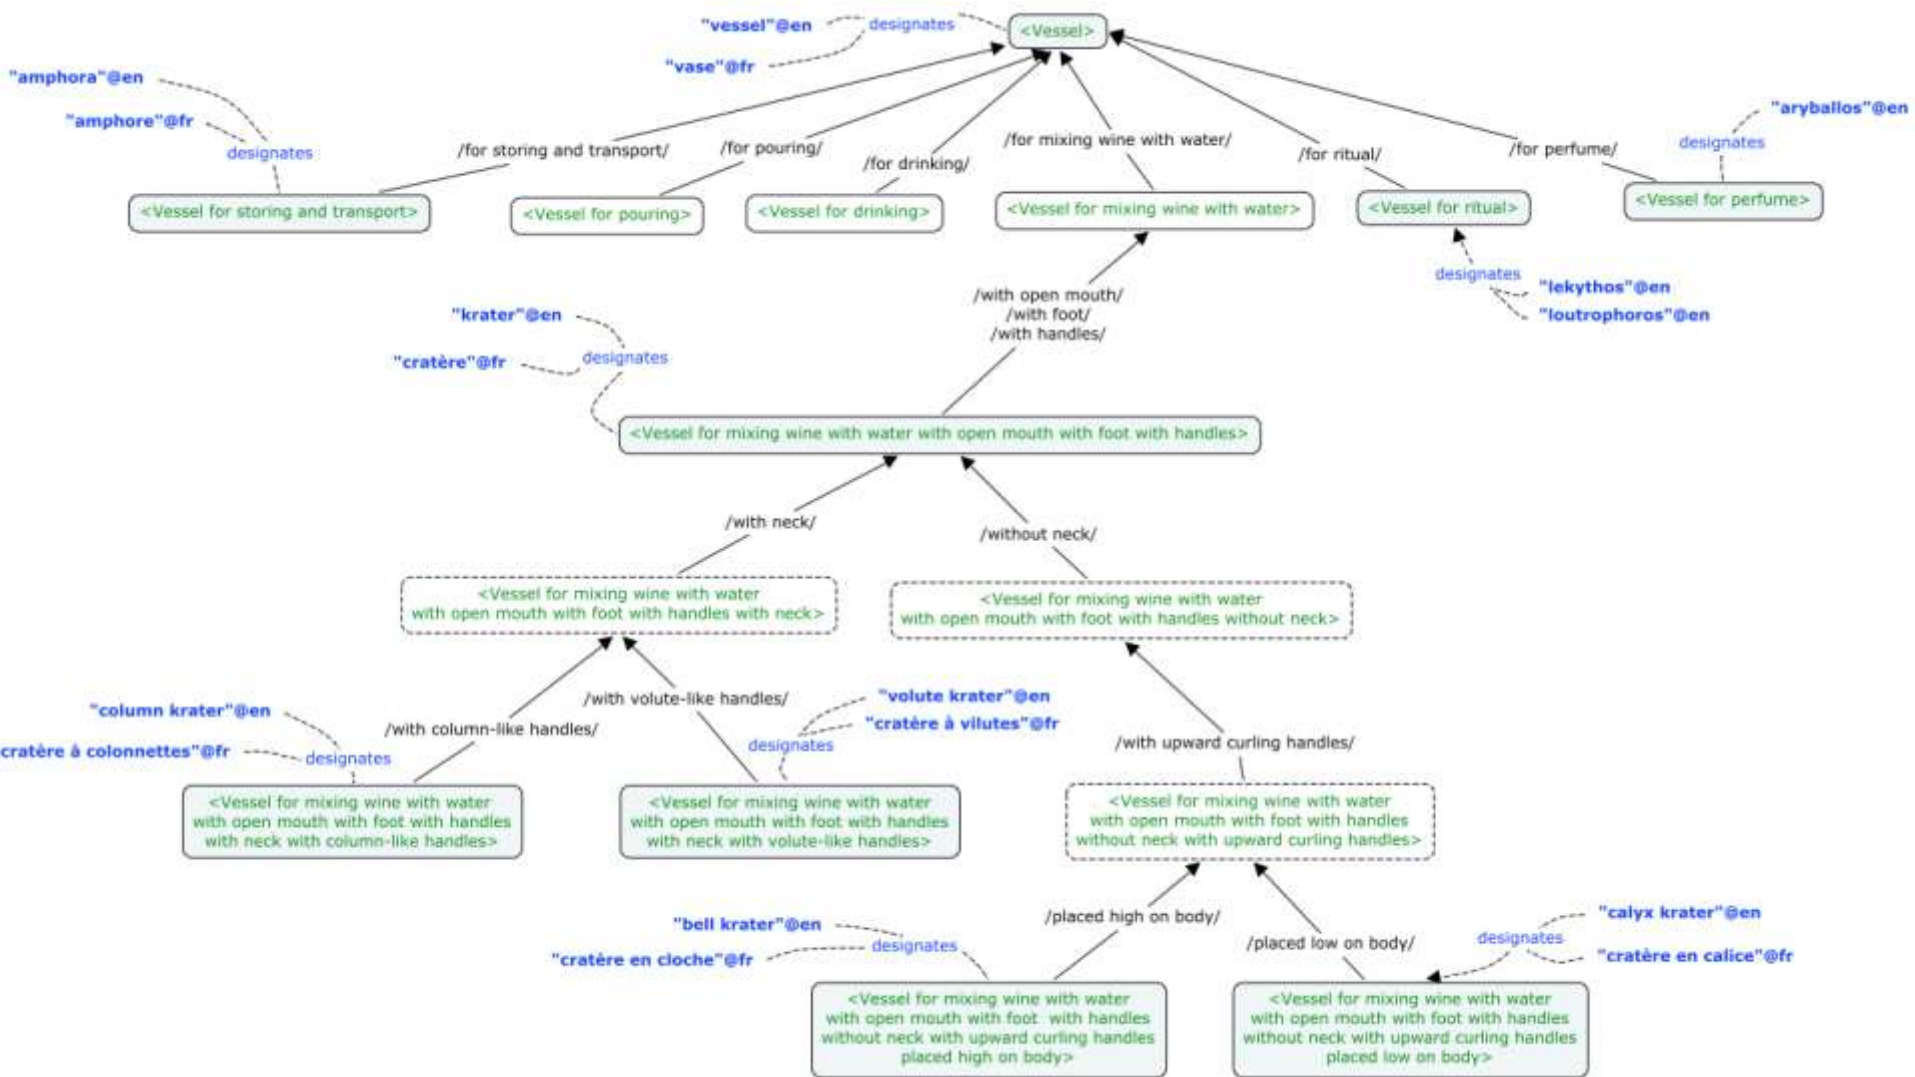 "vessel"@en
designates
<Vessel>
"vase"@fr
"amphora"@en
"amphore"@fr
designates
"aryballos"@en
designates
/for storing and transport/
/for pouring/
/for drinking/
/for mixing wine with water/
/for ritual/
/for perfume/
<Vessel for storing and transport>
<Vessel for pouring>
<Vessel for drinking>
<Vessel for mixing wine with water>
<Vessel for ritual>
<Vessel for perfume>
designates
"lekythos"@en
"loutrophoros"@en
/with open mouth/
/with foot/
/with handles/
"krater"@en
designates
"cratère"@fr
<Vessel for mixing wine with water with open mouth with foot with handles>
/with neck/
/without neck/
<Vessel for mixing wine with water
with open mouth with foot with handles with neck>
<Vessel for mixing wine with water
with open mouth with foot with handles without neck>
"column krater"@en
cratère à colonnettes"@fr
designates
/with column-like handles/
/with volute-like handles/
"volute krater"@en
"cratère à vilutes"@fr
designates
/with upward curling handles/
<Vessel for mixing wine with water
with open mouth with foot with handles
with neck with column-like handles>
<Vessel for mixing wine with water
with open mouth with foot with handles
with neck with volute-like handles>
<Vessel for mixing wine with water
with open mouth with foot with handles
without neck with upward curling handles>
"bell krater"@en
designates
"cratère en cloche"@fr
/placed high on body/
/placed low on body/
"calyx krater"@en
designates
"cratère en calice"@fr
<Vessel for mixing wine with water
with open mouth with foot with handles
without neck with upward curling handles
placed high on body>
<Vessel for mixing wine with water
with open mouth with foot with handles
without neck with upward curling handles
placed low on body>